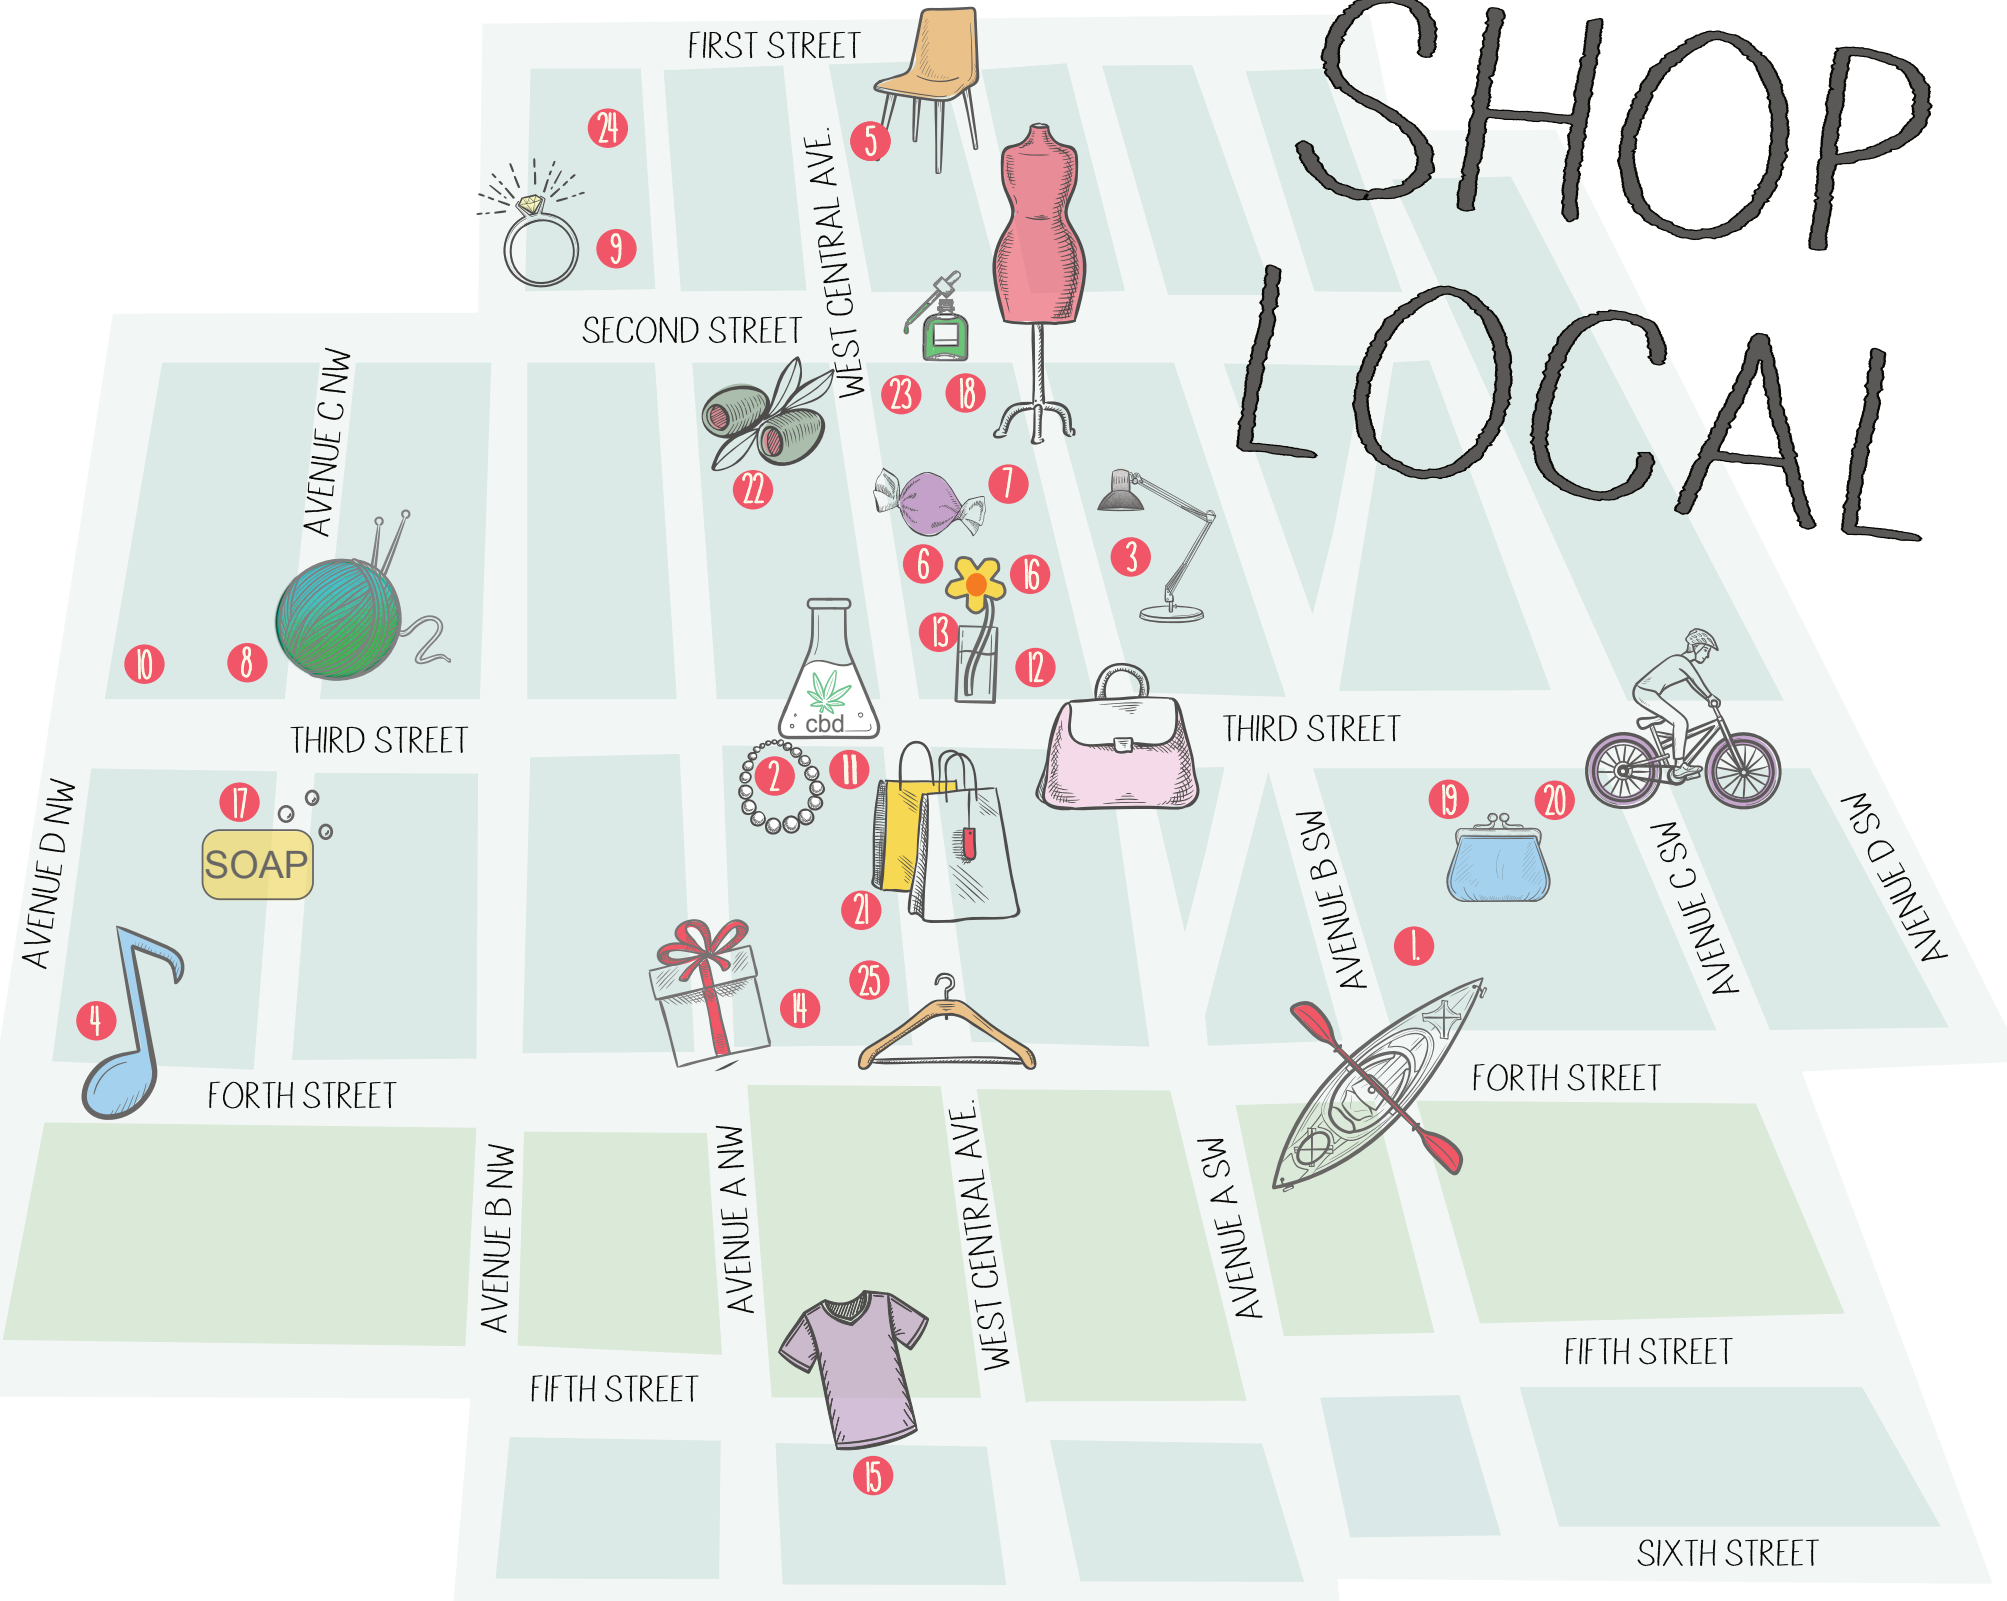 SHOP
LOCAL
FIRST STREET
24
5
9
WEST CENTRAL AVE.
SECOND STREET
AVENUE C NW
23
18
22
7
6
16
3
13
12
10
8
cbd
THIRD STREET
THIRD STREET
2
11
17
19
20
SOAP
AVENUE D NW
AVENUE B SW
AVENUE C SW
AVENUE D SW
21
1.
25
14
4
FORTH STREET
FORTH STREET
AVENUE B NW
AVENUE A NW
WEST CENTRAL AVE.
AVENUE A SW
FIFTH STREET
FIFTH STREET
15
SIXTH STREET